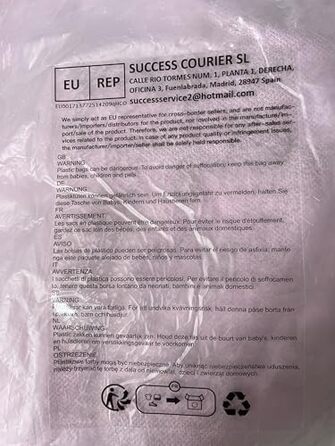 EU REP
SUCCESS COURIER SL
CALLE RIO TORMES NUM. 1, PLANTA 1, DERECHA,
OFICINA 3, Fuenlabrada, Madrid, 28947 Spain
successservice2@hotmail.com
We simply act as EU representative for cross-border sellers, and are not manufac-
turers/importers/distributors for the product, nor involved in the manufacture/im-
port/sale of the product. Therefore, we are not responsible for any after-sales ser-
vices related to the product. In case of any product quality or infringement issues,
the manufacturer/importer/seller shall be solely held responsible.
GB
WARNING
Plastic bags can be dangerous. To avoid danger of suffocation, keep this bag away
from babies, children and pets.
DE
WARNUNG
Plastiktüten können gefährlich sein. Um Erstickungsgefahr zu vermeiden, halten Sie
diese Tasche von Babys, Kindern und Haustieren fern.
AVERTISSEMENT
Les sacs en plastique peuvent être dangereux. Pour éviter le risque d'étouffement,
gardez ce sac loin des bébés, des enfants et des animaux domestiques.
ES
AVISO
Las bolsas de plástico pueden ser peligrosas. Para evitar el riesgo de asfixia, mante-
nga este paquete alejado de bebés, niños y mascotas.
AVVERTENZA
I sacchetti di plastica possono essere pericolosi. Per evitare il pericolo di soffocamen-
to, tenere questa borsa lontano da neonati, bambini e animali domestici.
VARNING
Plastpåsar kan vara farliga. För att undvika kvävningsrisk, håll denna påse borta från
spädbarn, barn och husdjur.
WAARSCHUWING
Plastic zakken kunnen gevaarlijk zijn. Houd deze tas uit de buurt van baby's, kinderen
en huisdieren om verstikkingsgevaar te voorkomen.
PL
OSTRZEŻENIE
Plastikowe torby mogą być niebezpieczne. Aby uniknąć niebezpieczeństwa uduszenia,
należy trzymać torbę z dala od niemowląt, dzieci i zwierząt domowych.
FR